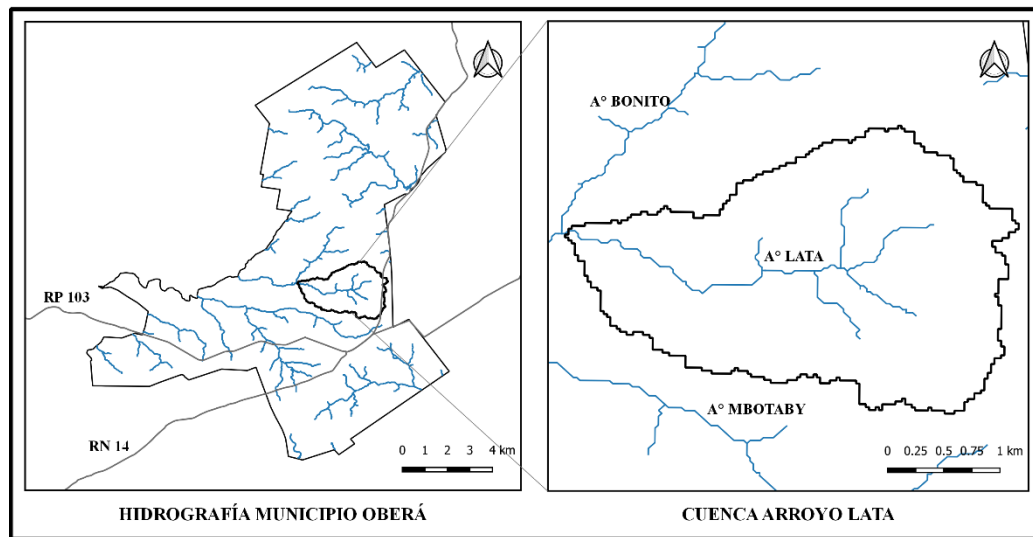 RP 103
RN 14
0 1 2 3 4 km
HIDROGRAFÍA MUNICIPIO OBERÁ
A° BONITO
A° LATA
A° MBOTABY
0 0.25 0.5 0.75 1 km
CUENCA ARROYO LATA